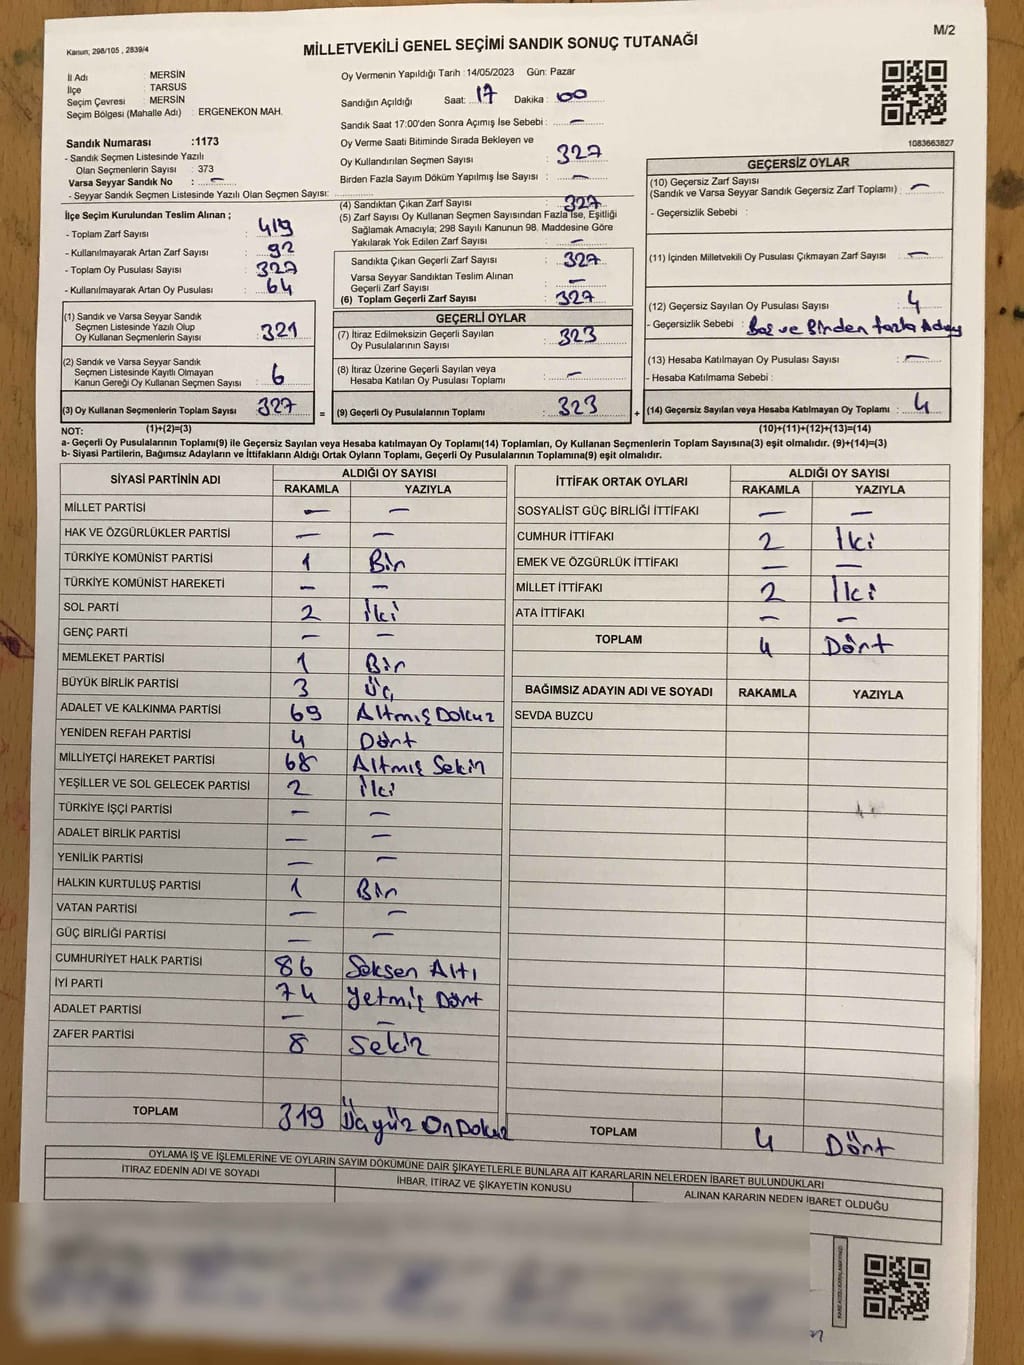 M/2
Kanun; 298/105 , 2839/4
MİLLETVEKİLİ GENEL SEÇİMİ SANDIK SONUÇ TUTANAĞI
İl Adı : MERSİN
İlçe : TARSUS
Seçim Çevresi : MERSİN
Seçim Bölgesi (Mahalle Adı) : ERGENEKON MAH.
Sandık Numarası :1173
- Sandık Seçmen Listesinde Yazılı
Olan Seçmenlerin Sayısı : 373
Varsa Seyyar Sandık No : –
- Seyyar Sandık Seçmen Listesinde Yazılı Olan Seçmen Sayısı:
Oy Vermenin Yapıldığı Tarih :14/05/2023 Gün: Pazar
Sandığın Açıldığı Saat: 17 Dakika : 00
Sandık Saat 17:00'den Sonra Açımış İse Sebebi : –
Oy Verme Saati Bitiminde Sırada Bekleyen ve
Oy Kullandırılan Seçmen Sayısı : 327
Birden Fazla Sayım Döküm Yapılmış İse Sayısı : –
1083663827
İlçe Seçim Kurulundan Teslim Alınan ;
- Toplam Zarf Sayısı : 419
- Kullanılmayarak Artan Zarf Sayısı : 92
- Toplam Oy Pusulası Sayısı : 327
- Kullanılmayarak Artan Oy Pusulası : 64
(1) Sandık ve Varsa Seyyar Sandık
Seçmen Listesinde Yazılı Olup
Oy Kullanan Seçmenlerin Sayısı : 321
(2) Sandık ve Varsa Seyyar Sandık
Seçmen Listesinde Kayıtlı Olmayan
Kanun Gereği Oy Kullanan Seçmen Sayısı : 6
(3) Oy Kullanan Seçmenlerin Toplam Sayısı : 327
(4) Sandıktan Çıkan Zarf Sayısı : 327
(5) Zarf Sayısı Oy Kullanan Seçmen Sayısından Fazla İse, Eşitliği
Sağlamak Amacıyla; 298 Sayılı Kanunun 98. Maddesine Göre
Yakılarak Yok Edilen Zarf Sayısı : –
Sandıkta Çıkan Geçerli Zarf Sayısı : 327
Varsa Seyyar Sandıktan Teslim Alınan
Geçerli Zarf Sayısı : –
(6) Toplam Geçerli Zarf Sayısı : 327
GEÇERLİ OYLAR
(7) İtiraz Edilmeksizin Geçerli Sayılan
Oy Pusulalarının Sayısı : 323
(8) İtiraz Üzerine Geçerli Sayılan veya
Hesaba Katılan Oy Pusulası Toplamı : –
= (9) Geçerli Oy Pusulalarının Toplamı : 323
GEÇERSİZ OYLAR
(10) Geçersiz Zarf Sayısı
(Sandık ve Varsa Seyyar Sandık Geçersiz Zarf Toplamı) : –
- Geçersizlik Sebebi :
(11) İçinden Milletvekili Oy Pusulası Çıkmayan Zarf Sayısı : –
(12) Geçersiz Sayılan Oy Pusulası Sayısı : 4
- Geçersizlik Sebebi : Boş ve Birden fazla Aday
(13) Hesaba Katılmayan Oy Pusulası Sayısı : –
- Hesaba Katılmama Sebebi :
+ (14) Geçersiz Sayılan veya Hesaba Katılmayan Oy Toplamı : 4
NOT: (1)+(2)=(3) (10)+(11)+(12)+(13)=(14)
a- Geçerli Oy Pusulalarının Toplamı(9) ile Geçersiz Sayılan veya Hesaba katılmayan Oy Toplamı(14) Toplamları, Oy Kullanan Seçmenlerin Toplam Sayısına(3) eşit olmalıdır. (9)+(14)=(3)
b- Siyasi Partilerin, Bağımsız Adayların ve İttifakların Aldığı Ortak Oyların Toplamı, Geçerli Oy Pusulalarının Toplamına(9) eşit olmalıdır.
SİYASİ PARTİNİN ADI ALDIĞI OY SAYISI
RAKAMLA YAZIYLA
MİLLET PARTİSİ – –
HAK VE ÖZGÜRLÜKLER PARTİSİ – –
TÜRKİYE KOMÜNİST PARTİSİ 1 Bir
TÜRKİYE KOMÜNİST HAREKETİ – –
SOL PARTİ 2 İki
GENÇ PARTİ – –
MEMLEKET PARTİSİ 1 Bir
BÜYÜK BİRLİK PARTİSİ 3 Üç
ADALET VE KALKINMA PARTİSİ 69 Altmış Dokuz
YENİDEN REFAH PARTİSİ 4 Dört
MİLLİYETÇİ HAREKET PARTİSİ 68 Altmış Sekiz
YEŞİLLER VE SOL GELECEK PARTİSİ 2 İki
TÜRKİYE İŞÇİ PARTİSİ – –
ADALET BİRLİK PARTİSİ – –
YENİLİK PARTİSİ – –
HALKIN KURTULUŞ PARTİSİ 1 Bir
VATAN PARTİSİ – –
GÜÇ BİRLİĞİ PARTİSİ – –
CUMHURİYET HALK PARTİSİ 86 Seksen Altı
İYİ PARTİ 74 Yetmiş Dört
ADALET PARTİSİ – –
ZAFER PARTİSİ 8 Sekiz
TOPLAM 319 Üçyüz On Dokuz
İTTİFAK ORTAK OYLARI ALDIĞI OY SAYISI
RAKAMLA YAZIYLA
SOSYALİST GÜÇ BİRLİĞİ İTTİFAKI – –
CUMHUR İTTİFAKI 2 İki
EMEK VE ÖZGÜRLÜK İTTİFAKI – –
MİLLET İTTİFAKI 2 İki
ATA İTTİFAKI – –
TOPLAM 4 Dört
BAĞIMSIZ ADAYIN ADI VE SOYADI RAKAMLA YAZIYLA
SEVDA BUZCU
TOPLAM 4 Dört
OYLAMA İŞ VE İŞLEMLERİNE VE OYLARIN SAYIM DÖKÜMÜNE DAİR ŞİKAYETLERLE BUNLARA AİT KARARLARIN NELERDEN İBARET BULUNDUKLARI
İTİRAZ EDENİN ADI VE SOYADI İHBAR, İTİRAZ VE ŞİKAYETİN KONUSU ALINAN KARARIN NEDEN İBARET OLDUĞU